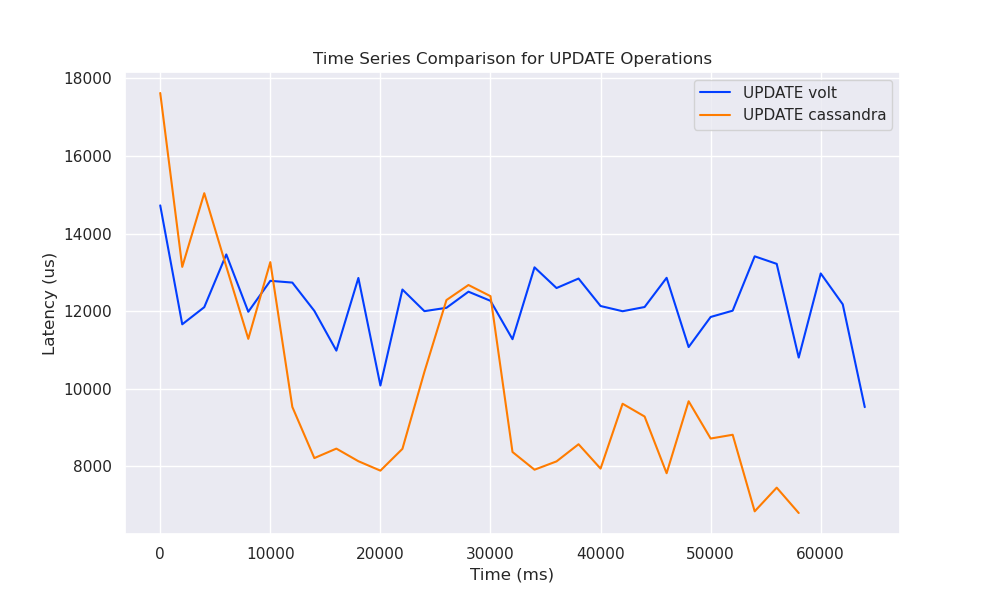 Time Series Comparison for UPDATE Operations
18000
16000
14000
12000
10000
8000
Latency (us)
UPDATE volt
UPDATE cassandra
0
10000
20000
30000
40000
50000
60000
Time (ms)